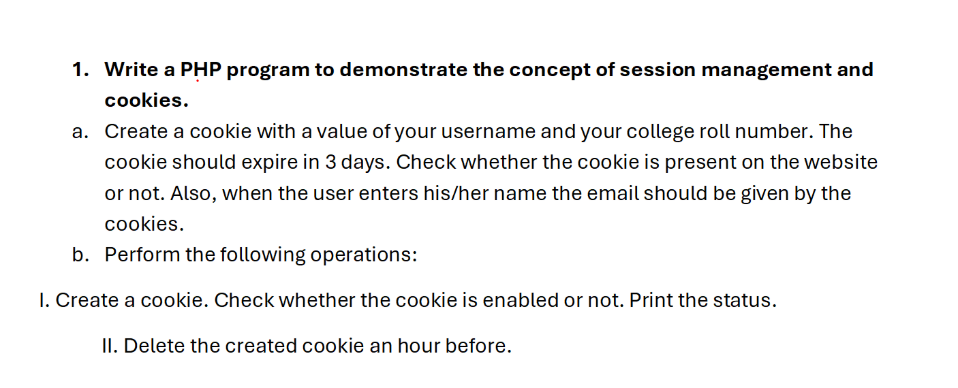 1. Write a PHP program to demonstrate the concept of session management and
cookies.
a. Create a cookie with a value of your username and your college roll number. The
cookie should expire in 3 days. Check whether the cookie is present on the website
or not. Also, when the user enters his/her name the email should be given by the
cookies.
b. Perform the following operations:
I. Create a cookie. Check whether the cookie is enabled or not. Print the status.
II. Delete the created cookie an hour before.